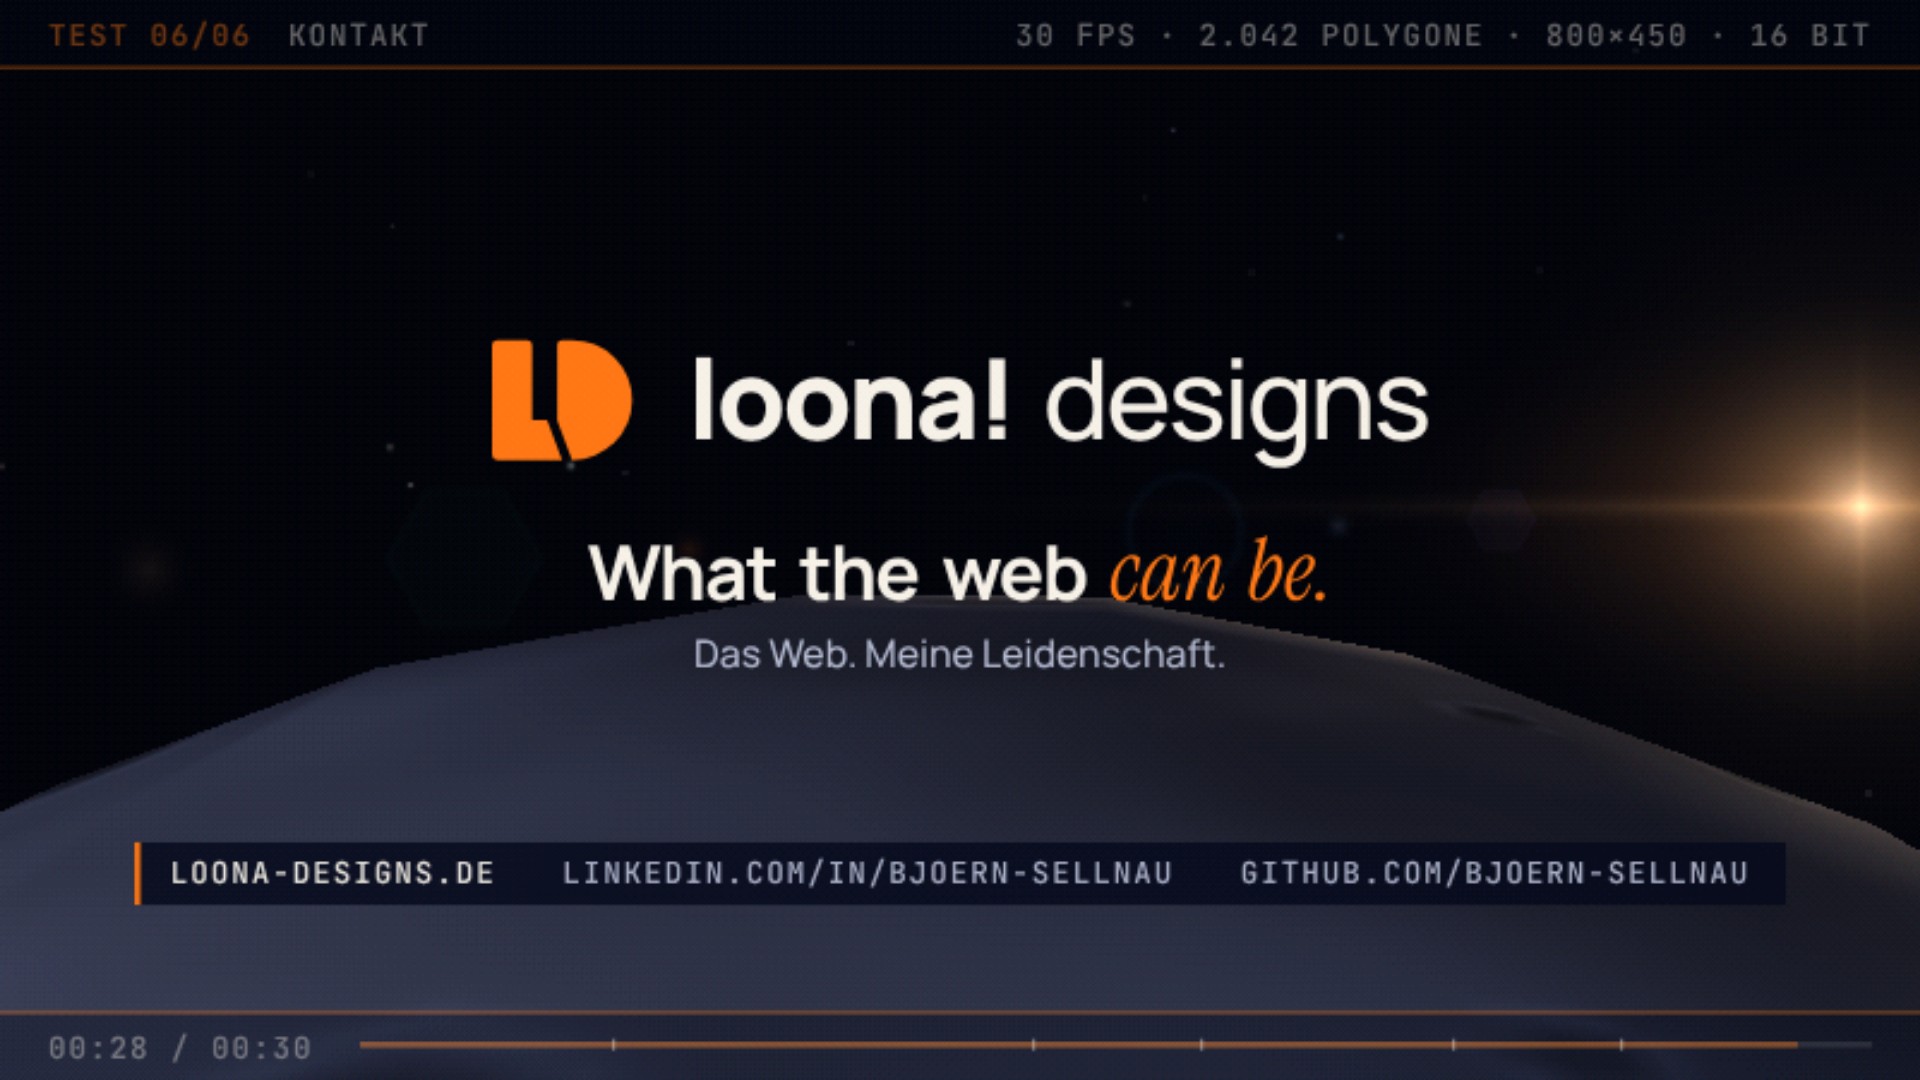 TEST 06/06 KONTAKT
30 FPS · 2.042 POLYGONE · 800×450 · 16 BIT
LD loona! designs
What the web can be.
Das Web. Meine Leidenschaft.
LOONA-DESIGNS.DE LINKEDIN.COM/IN/BJOERN-SELLNAU GITHUB.COM/BJOERN-SELLNAU
00:28 / 00:30